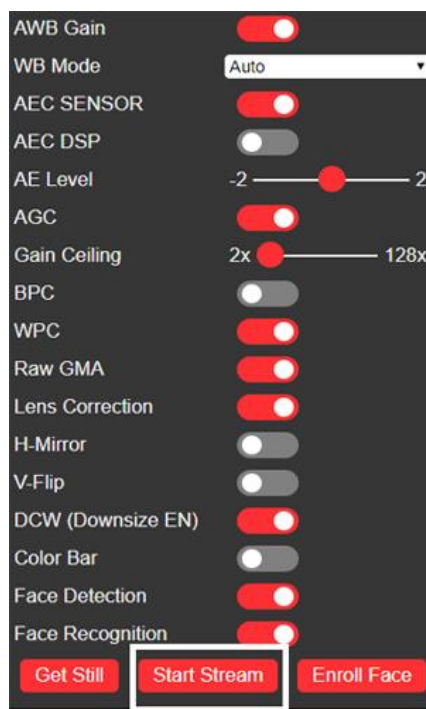 AWB Gain
WB Mode Auto
AEC SENSOR
AEC DSP
AE Level -2 2
AGC
Gain Ceiling 2x 128x
BPC
WPC
Raw GMA
Lens Correction
H-Mirror
V-Flip
DCW (Downsize EN)
Color Bar
Face Detection
Face Recognition
Get Still Start Stream Enroll Face